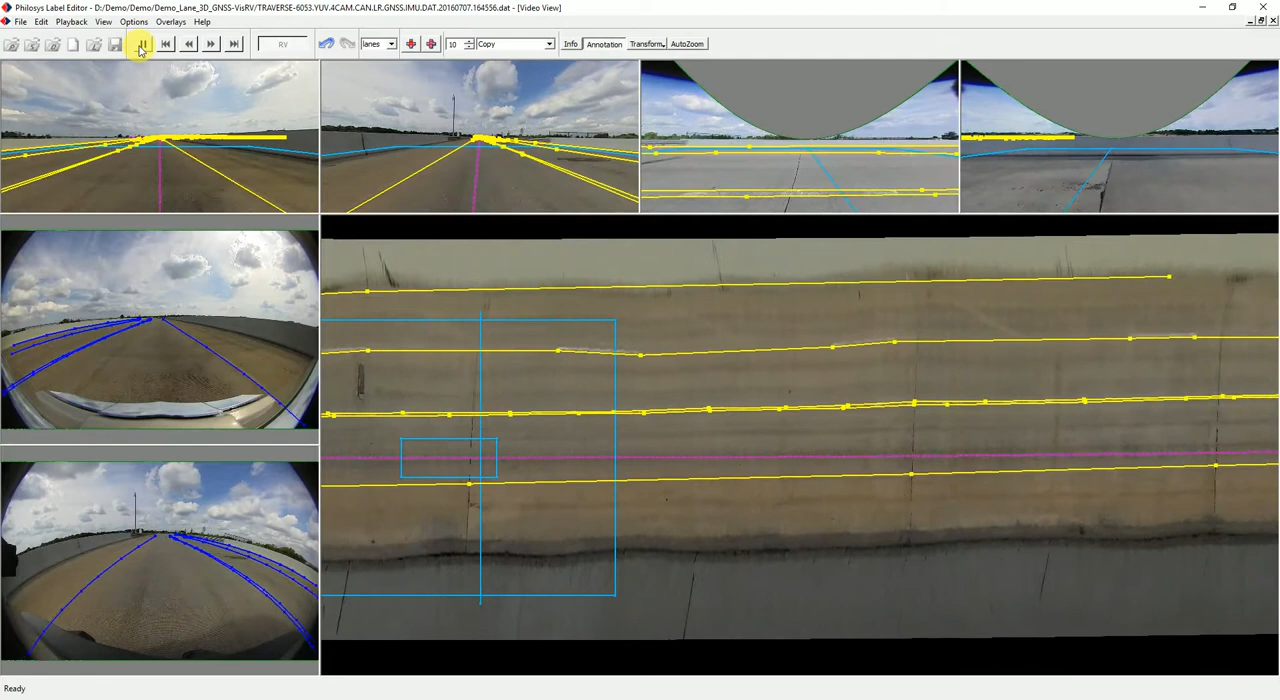 Philosys Label Editor - D:/Demo/Demo/Demo_Lane_3D_GNSS-VisRV/TRAVERSE-6053.YUV.4CAM.CAN.LR.GNSS.IMU.DAT.20160707.164556.dat - [Video View]
File Edit Playback View Options Overlays Help
RV lanes 10 Copy Info Annotation Transform AutoZoom
Ready